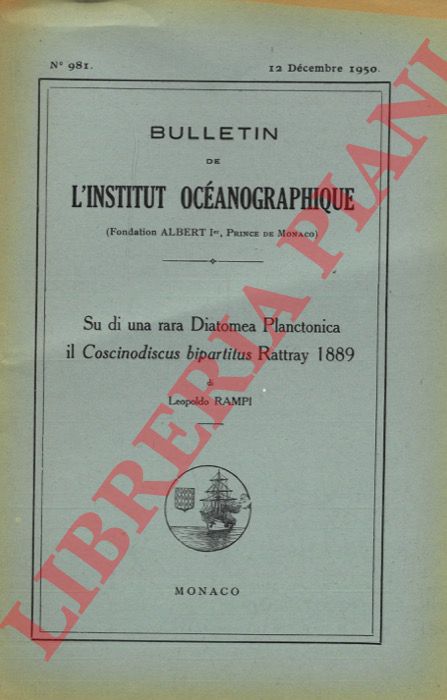 N° 981.
12 Décembre 1950.
BULLETIN
DE
L'INSTITUT OCÉANOGRAPHIQUE
(Fondation ALBERT Ier, PRINCE DE MONACO)
Su di una rara Diatomea Planctonica
il Coscinodiscus bipartitus Rattray 1889
di
Leopoldo RAMPI
MONACO
LIBRERIA PIANI